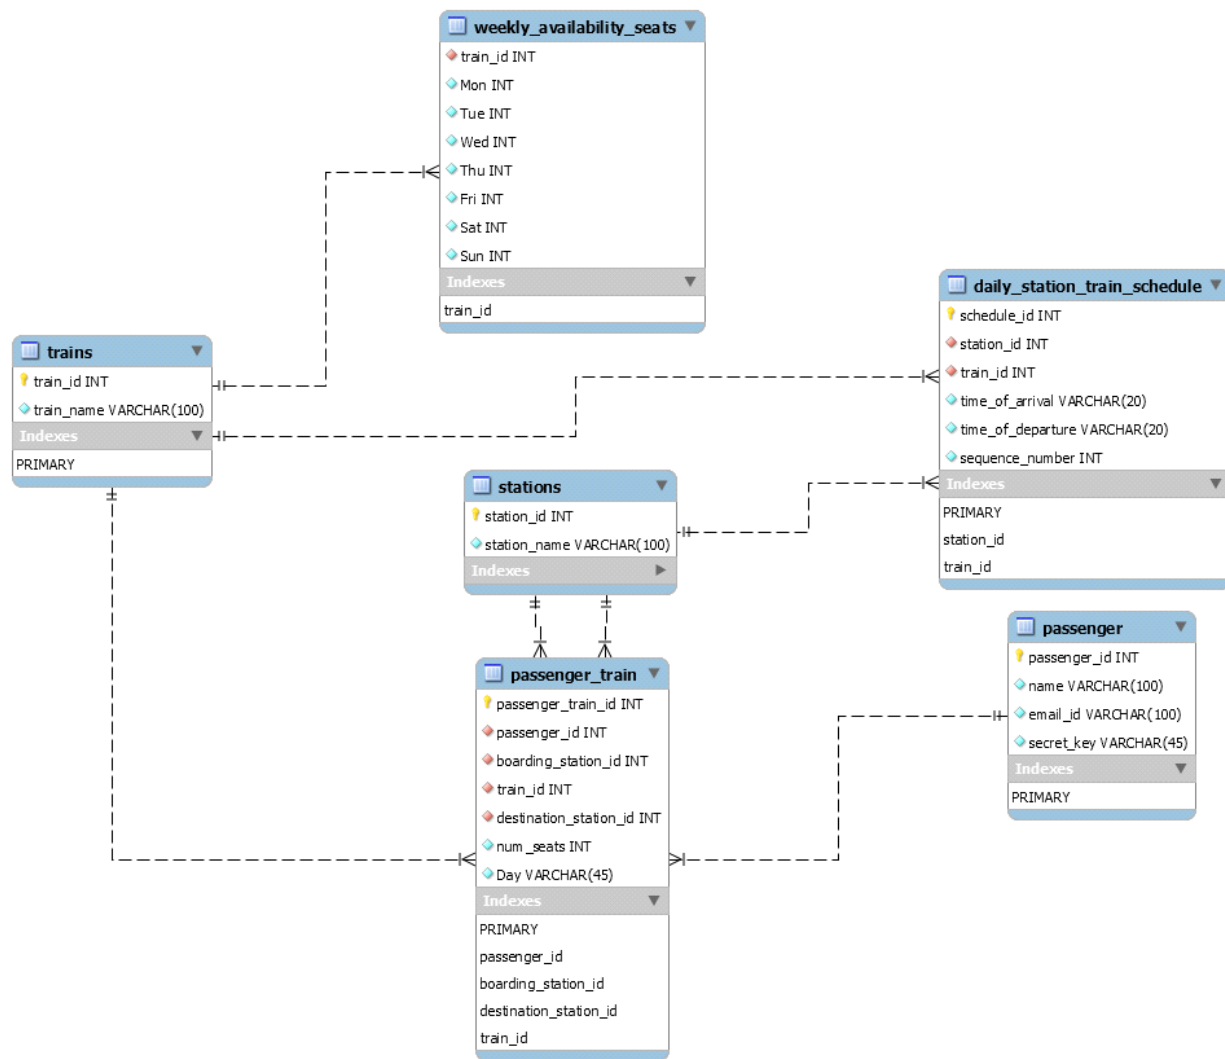 weekly_availability_seats
train_id INT
Mon INT
Tue INT
Wed INT
Thu INT
Fri INT
Sat INT
Sun INT
Indexes
train_id
daily_station_train_schedule
schedule_id INT
station_id INT
train_id INT
time_of_arrival VARCHAR(20)
time_of_departure VARCHAR(20)
sequence_number INT
Indexes
PRIMARY
station_id
train_id
trains
train_id INT
train_name VARCHAR(100)
Indexes
PRIMARY
stations
station_id INT
station_name VARCHAR(100)
Indexes
passenger
passenger_id INT
name VARCHAR(100)
email_id VARCHAR(100)
secret_key VARCHAR(45)
Indexes
PRIMARY
passenger_train
passenger_train_id INT
passenger_id INT
boarding_station_id INT
train_id INT
destination_station_id INT
num_seats INT
Day VARCHAR(45)
Indexes
PRIMARY
passenger_id
boarding_station_id
destination_station_id
train_id